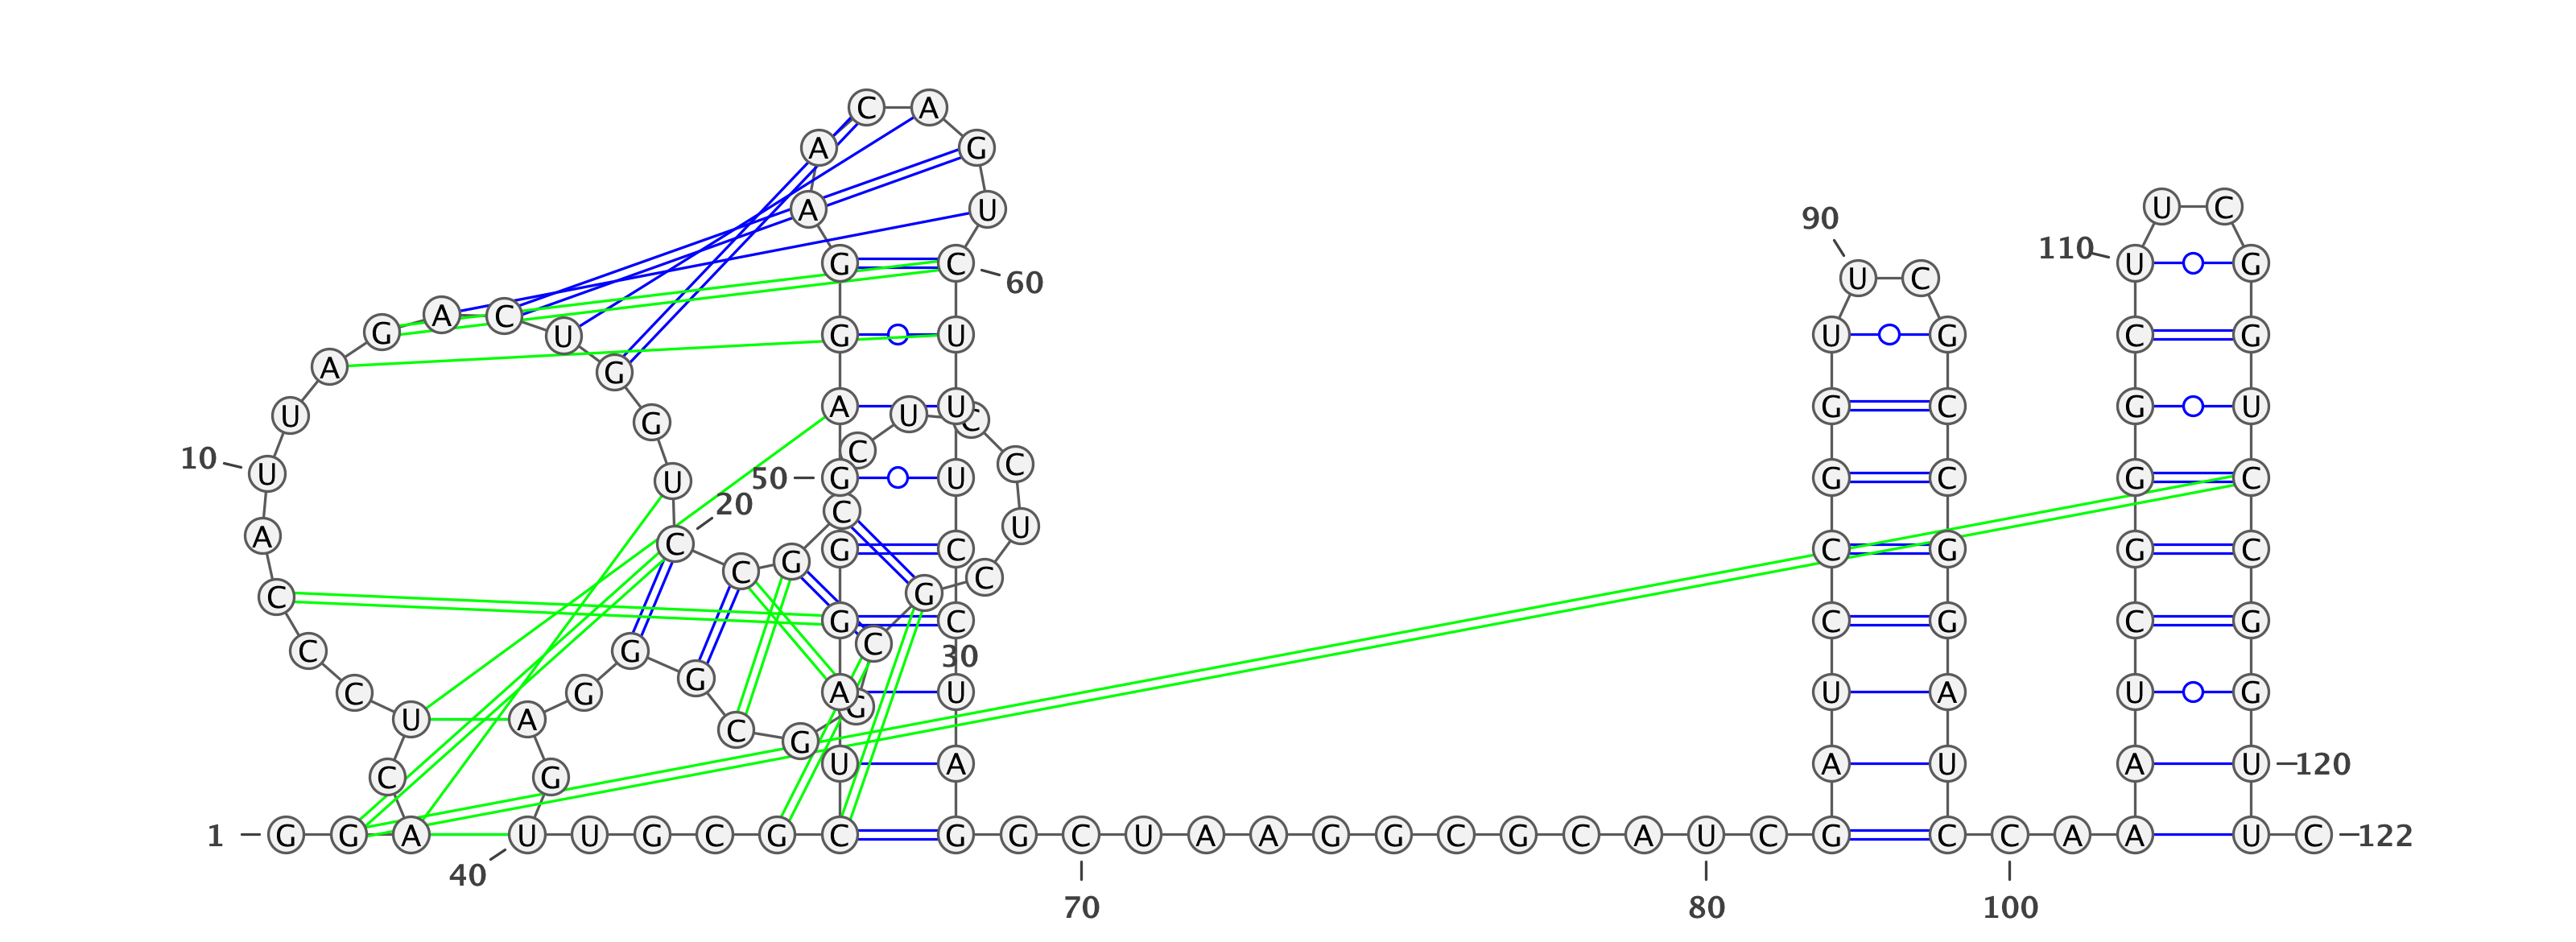 C A
A G
A U U C
90
110
G C U G
60 U C
G A C U
G U U G C G
A G
U G A U U C G C G U
C
10 C
U U 50 G U G C G C
20 C
A C G C U C G G C
C G C
C G
G C C G C G
C G C 30
C G G A G U U A U G
U A C G
U A A U A U 120
C G
1 G G A U U G C G C G G C U A A G G C G C A U C G C C A A U C 122
40
70 80 100